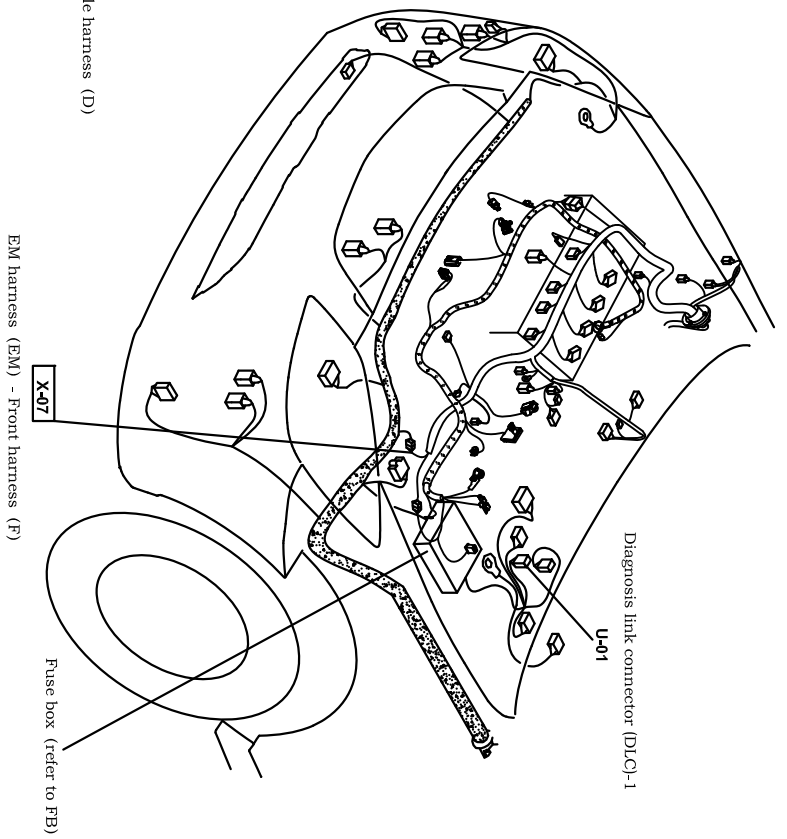 le harness (D)
Diagnosis link connector (DLC)-1
U-01
X-07
EM harness (EM) - Front harness (F)
Fuse box (refer to FB)